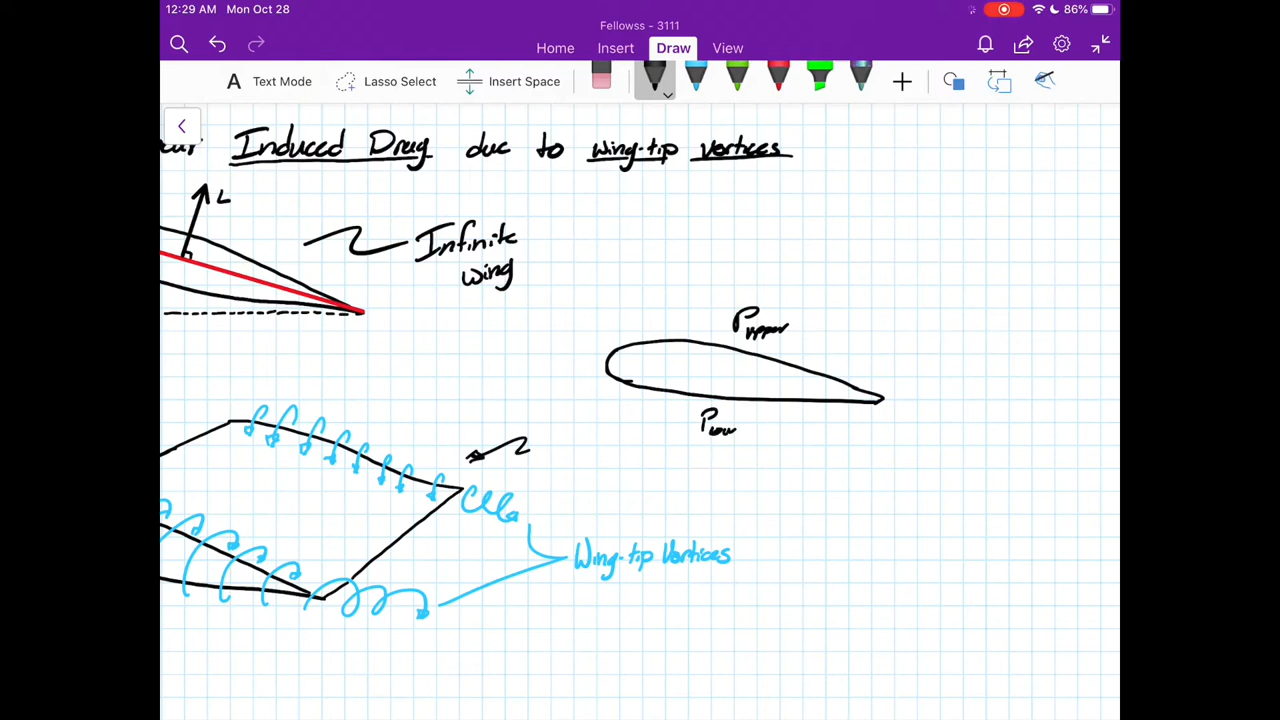 12:29 AM Mon Oct 28
86%
Fellowss - 3111
Home Insert Draw View
Text Mode Lasso Select Insert Space
Induced Drag due to wing-tip vortices
L
Infinite
wing
Pupper
Plow
Wing-tip Vortices